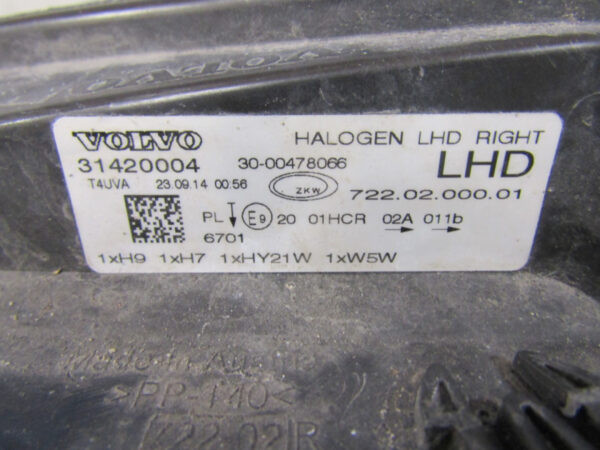 VOLVO HALOGEN LHD RIGHT
31420004 30-00478066 LHD
T4UVA 23.09.14 00:56 ZKW 722.02.000.01
PL E9 20 01HCR 02A 011b
6701
1xH9 1xH7 1xHY21W 1xW5W
Made in Austria
>PP-T40<
722.02 R